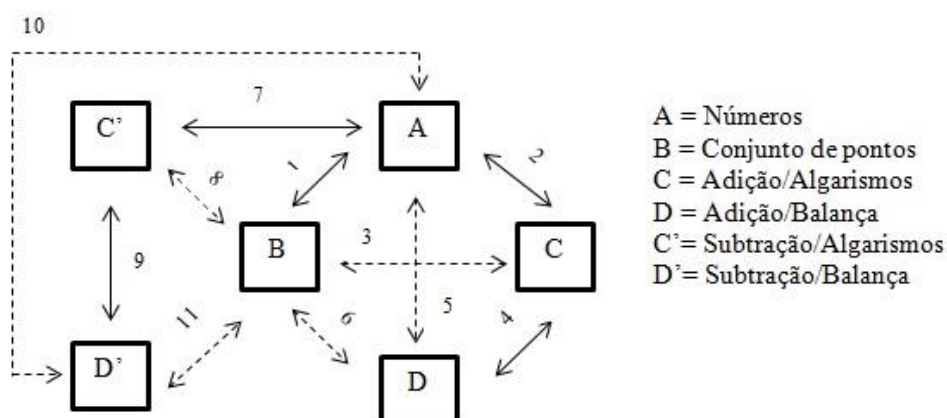 10
7
C’
A
A = Números
B = Conjunto de pontos
C = Adição/Algarismos
D = Adição/Balança
C’= Subtração/Algarismos
D’= Subtração/Balança
8
1
2
B
3
C
9
11
6
5
4
D’
D